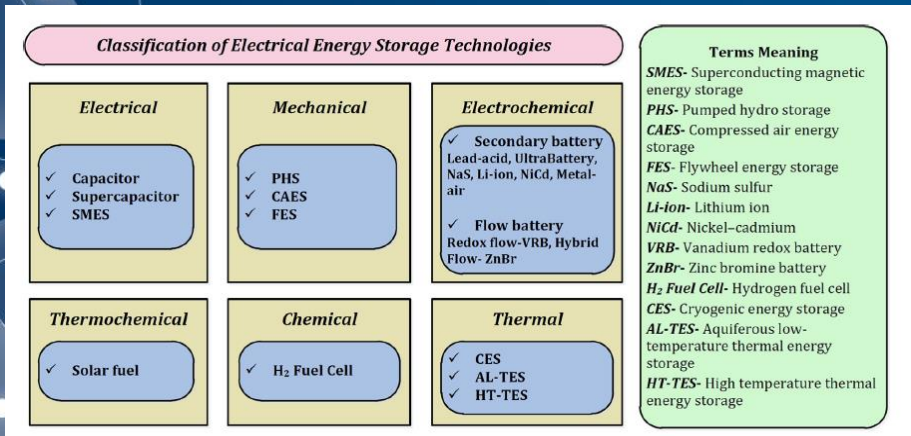 Classification of Electrical Energy Storage Technologies
Electrical
✓ Capacitor
✓ Supercapacitor
✓ SMES
Mechanical
✓ PHS
✓ CAES
✓ FES
Electrochemical
✓ Secondary battery
Lead-acid, UltraBattery,
NaS, Li-ion, NiCd, Metal-
air
✓ Flow battery
Redox flow-VRB, Hybrid
Flow- ZnBr
Thermochemical
✓ Solar fuel
Chemical
✓ H₂ Fuel Cell
Thermal
✓ CES
✓ AL-TES
✓ HT-TES
Terms Meaning
SMES- Superconducting magnetic
energy storage
PHS- Pumped hydro storage
CAES- Compressed air energy
storage
FES- Flywheel energy storage
NaS- Sodium sulfur
Li-ion- Lithium ion
NiCd- Nickel–cadmium
VRB- Vanadium redox battery
ZnBr- Zinc bromine battery
H₂ Fuel Cell- Hydrogen fuel cell
CES- Cryogenic energy storage
AL-TES- Aquiferous low-
temperature thermal energy
storage
HT-TES- High temperature thermal
energy storage